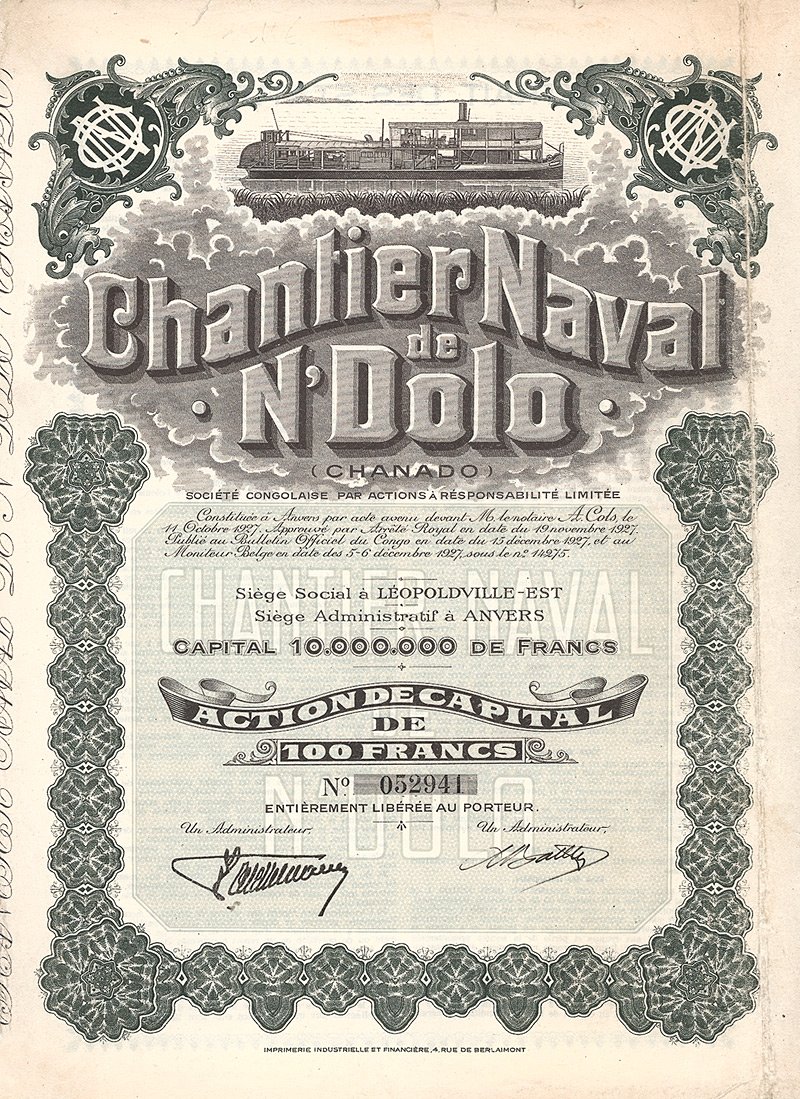 Chantier Naval
de
N'Dolo
(CHANADO)
SOCIÉTÉ CONGOLAISE PAR ACTIONS À RÉSPONSABILITÉ LIMITÉE
Constituée à Anvers par acte avenu devant M. le notaire A. Cols, le
11 Octobre 1927. Approuvé par Arrêté Royal en date du 19 novembre 1927.
Publié au Bulletin Officiel du Congo en date du 15 décembre 1927, et au
Moniteur Belge en date des 5-6 décembre 1927, sous le nº 14275.
CHANTIER NAVAL
Siège Social à LÉOPOLDVILLE-EST
Siège Administratif à ANVERS
CAPITAL 10.000.000 DE FRANCS
ACTION DE CAPITAL
DE
100 FRANCS
Nº 052941
N'DOLO
ENTIÈREMENT LIBÉRÉE AU PORTEUR.
Un Administrateur, Un Administrateur,
IMPRIMERIE INDUSTRIELLE ET FINANCIÈRE, 4, RUE DE BERLAIMONT